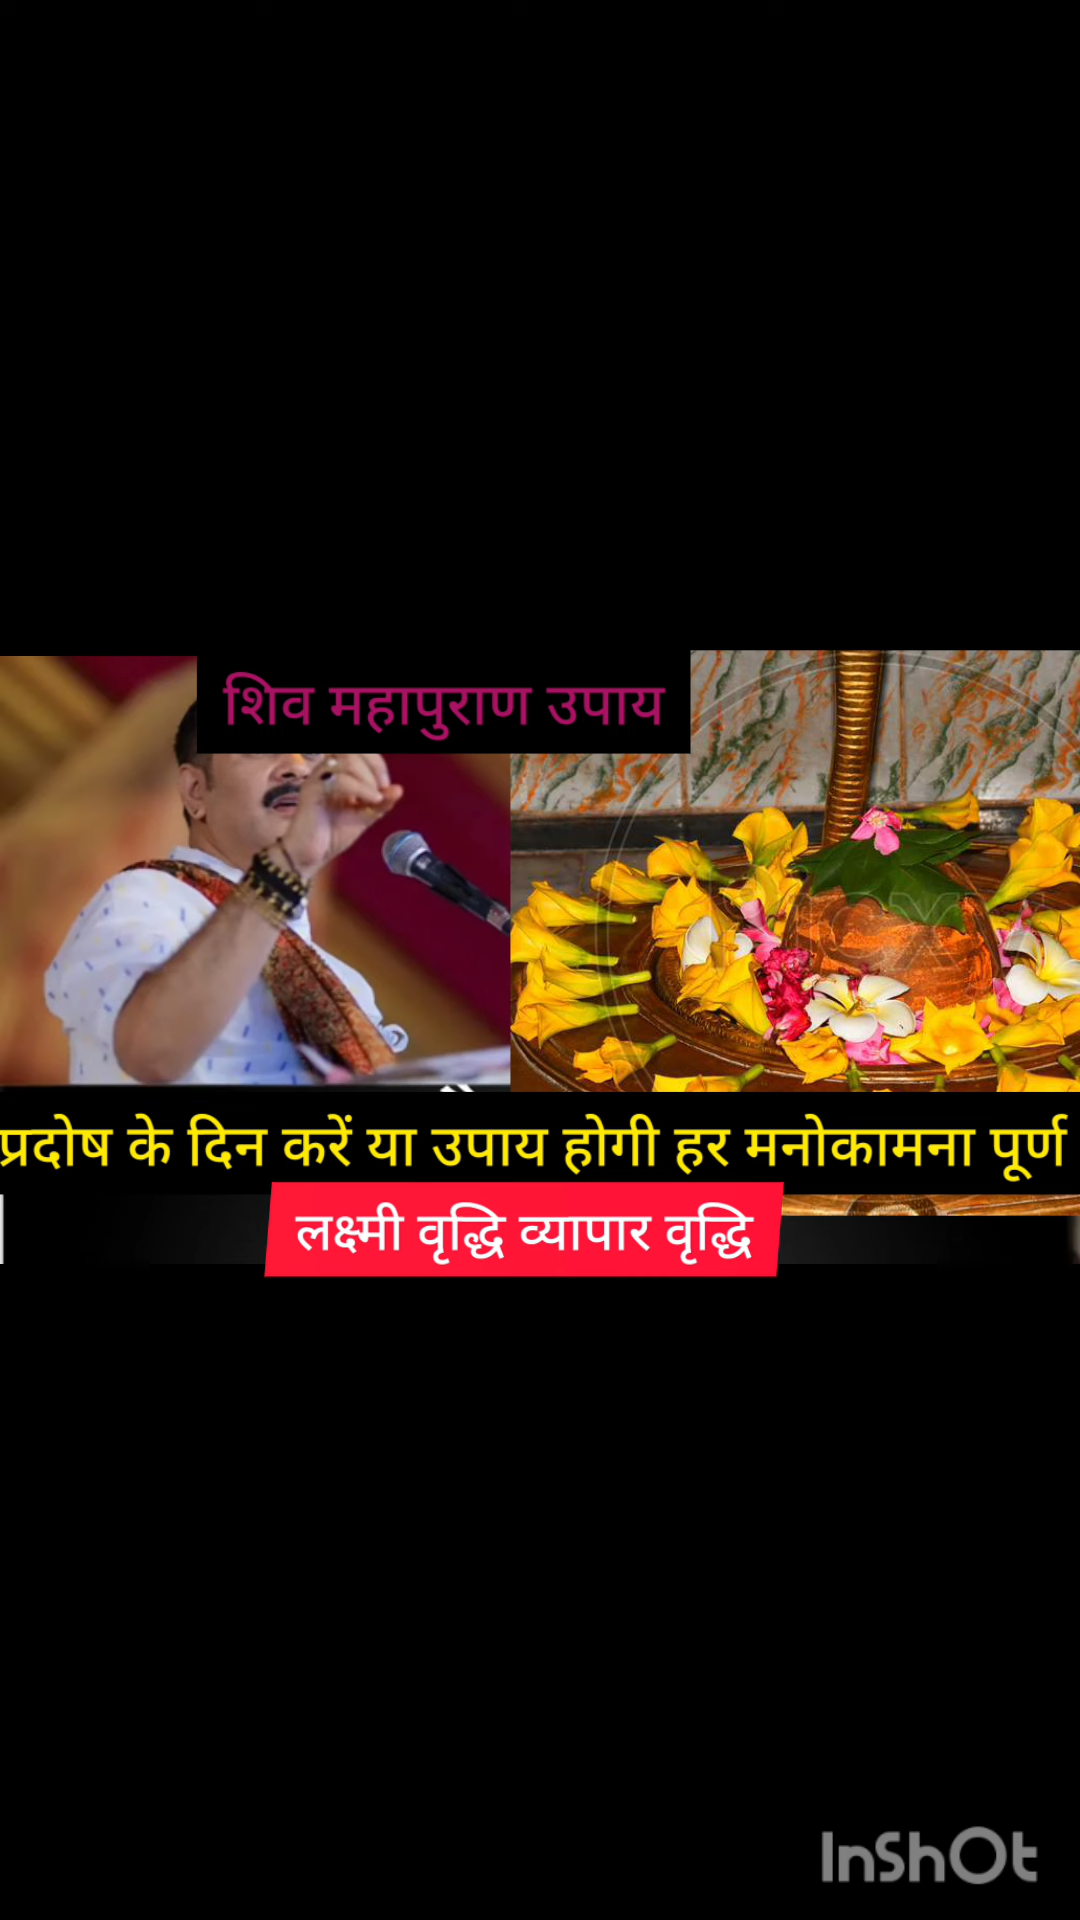 शिव महापुराण उपाय
प्रदोष के दिन करें या उपाय होगी हर मनोकामना पूर्ण
लक्ष्मी वृद्धि व्यापार वृद्धि
InShOt